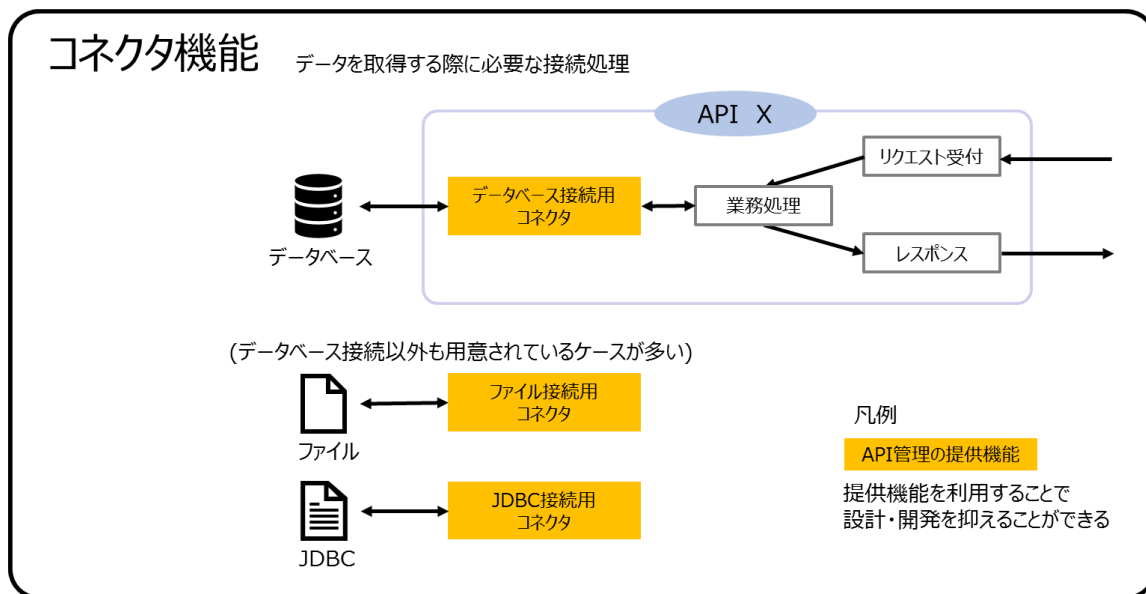 コネクタ機能
データを取得する際に必要な接続処理
API X
リクエスト受付
データベース接続用
コネクタ
業務処理
データベース
レスポンス
(データベース接続以外も用意されているケースが多い)
ファイル接続用
コネクタ
ファイル
凡例
API管理の提供機能
JDBC接続用
コネクタ
JDBC
提供機能を利用することで
設計・開発を抑えることができる